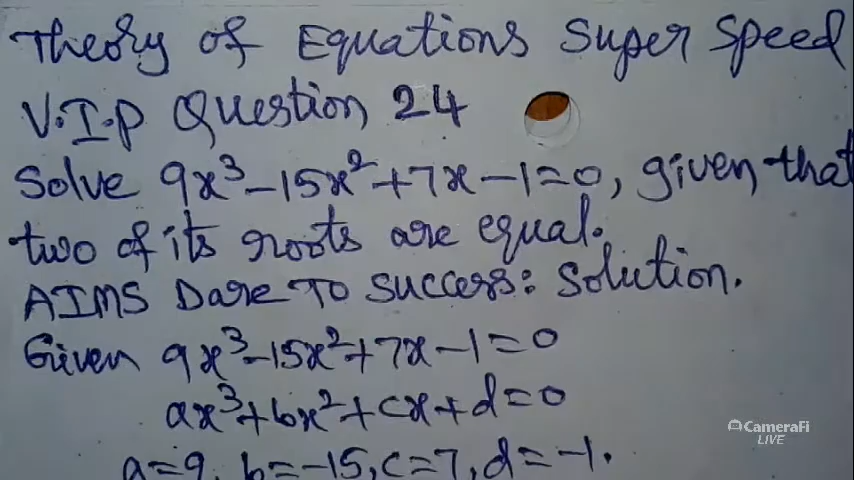 Theory of Equations Super Speed
V.I.P Question 24
Solve 9x³-15x²+7x-1=0, given that
two of its roots are equal.
AIMS Dare To Success: Solution.
Given 9x³-15x²+7x-1=0
ax³+bx²+cx+d=0
CameraFi
LIVE
a=9, b=-15, c=7, d=-1.